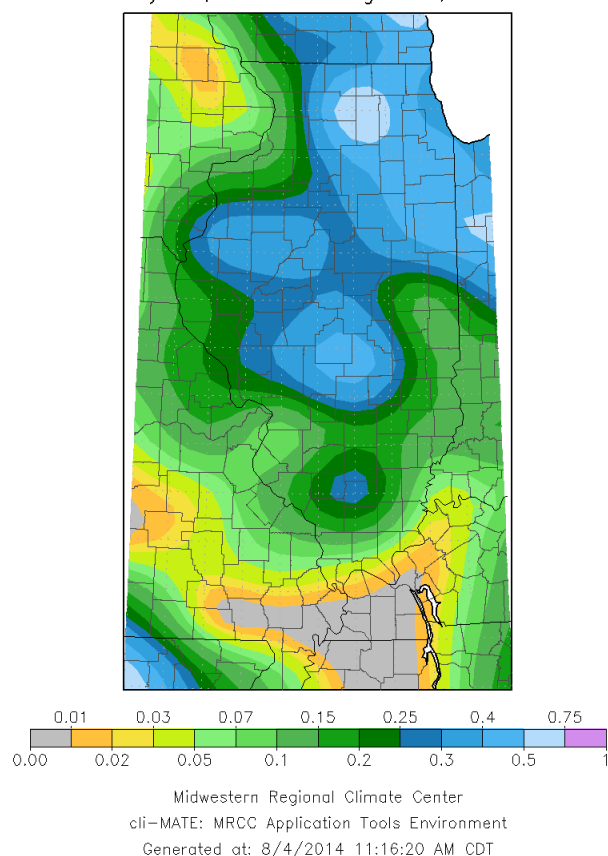 0.01 0.03 0.07 0.15 0.25 0.4 0.75
0.00 0.02 0.05 0.1 0.2 0.3 0.5 1
Midwestern Regional Climate Center
cli-MATE: MRCC Application Tools Environment
Generated at: 8/4/2014 11:16:20 AM CDT